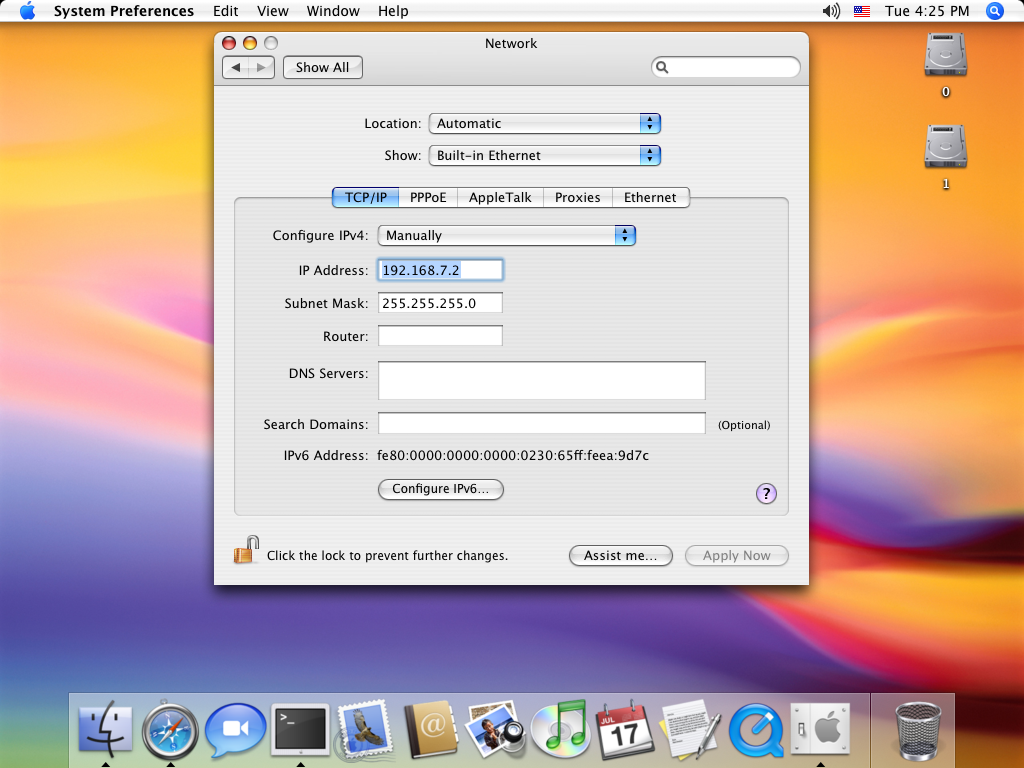 System Preferences Edit View Window Help Tue 4:25 PM
Network
Show All
0
Location: Automatic
Show: Built-in Ethernet
1
TCP/IP PPPoE AppleTalk Proxies Ethernet
Configure IPv4: Manually
IP Address: 192.168.7.2
Subnet Mask: 255.255.255.0
Router:
DNS Servers:
Search Domains: (Optional)
IPv6 Address: fe80:0000:0000:0000:0230:65ff:feea:9d7c
Configure IPv6...
?
Click the lock to prevent further changes.
Assist me... Apply Now
>_
@
JUL
17